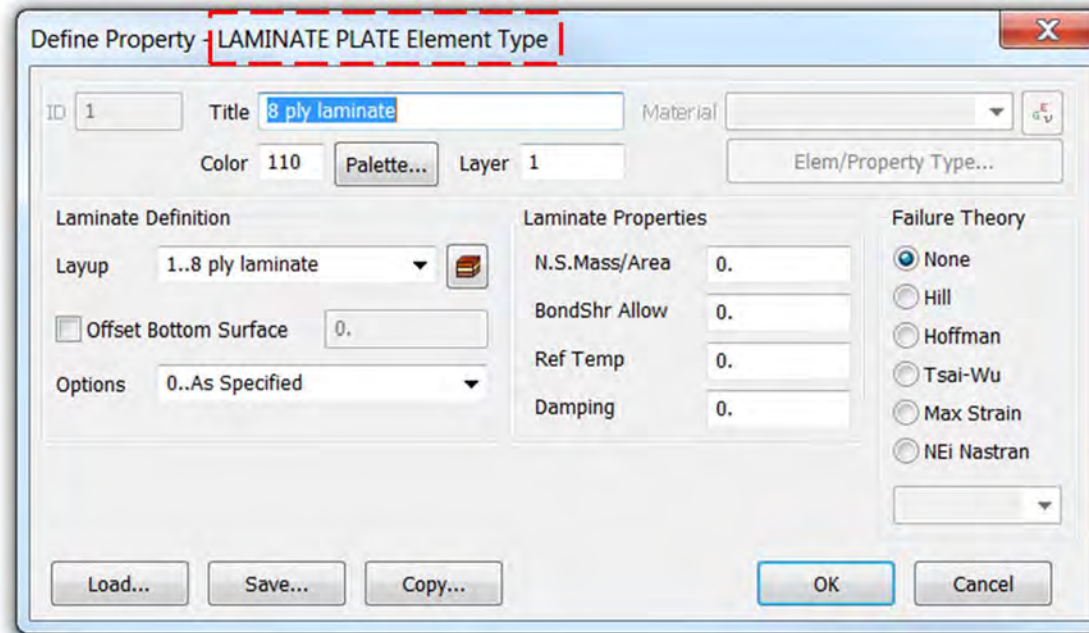 Define Property - LAMINATE PLATE Element Type
ID 1 Title 8 ply laminate Material
Color 110 Palette... Layer 1 Elem/Property Type...
Laminate Definition Laminate Properties Failure Theory
Layup 1..8 ply laminate N.S.Mass/Area 0. None
Hill
BondShr Allow 0.
Offset Bottom Surface 0. Hoffman
Ref Temp 0.
Options 0..As Specified Tsai-Wu
Damping 0. Max Strain
NEi Nastran
Load... Save... Copy... OK Cancel